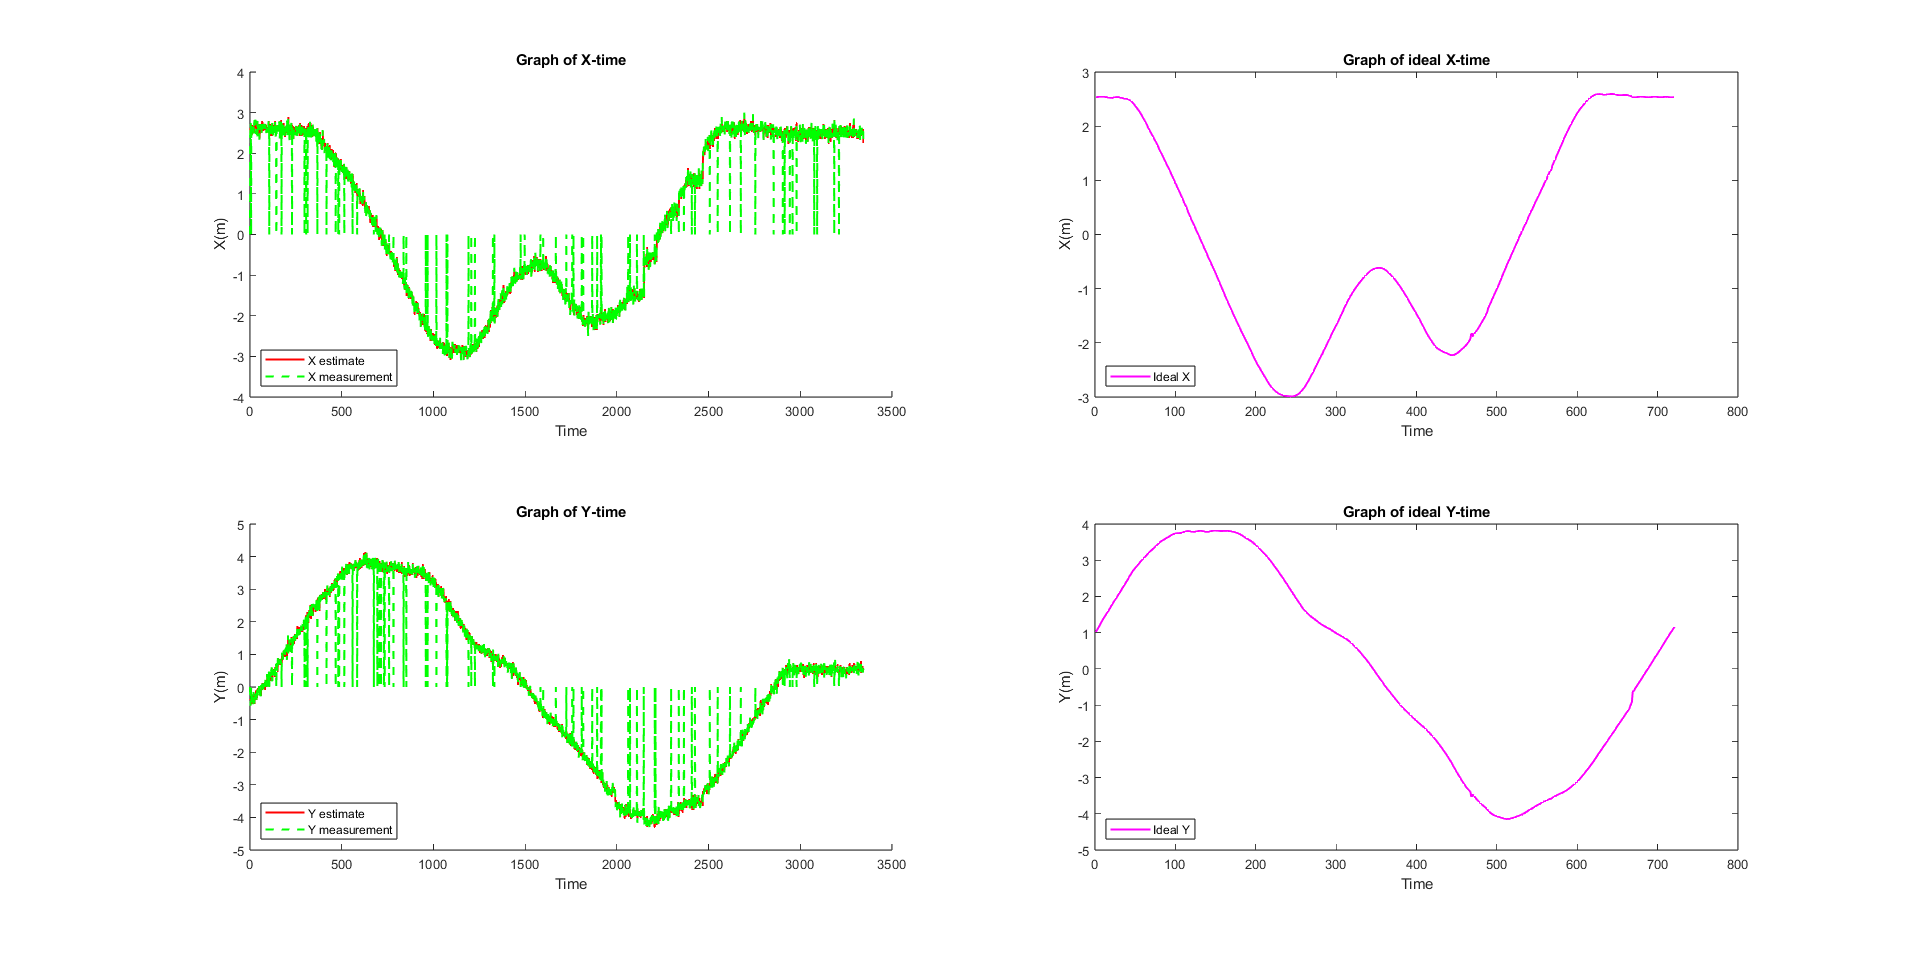 Graph of X-time
4
3
2
1
0
-1
-2
-3
-4
X(m)
X estimate
X measurement
0 500 1000 1500 2000 2500 3000 3500
Time
Graph of ideal X-time
3
2
1
0
-1
-2
-3
X(m)
Ideal X
0 100 200 300 400 500 600 700 800
Time
Graph of Y-time
5
4
3
2
1
0
-1
-2
-3
-4
-5
Y(m)
Y estimate
Y measurement
0 500 1000 1500 2000 2500 3000 3500
Time
Graph of ideal Y-time
4
3
2
1
0
-1
-2
-3
-4
-5
Y(m)
Ideal Y
0 100 200 300 400 500 600 700 800
Time